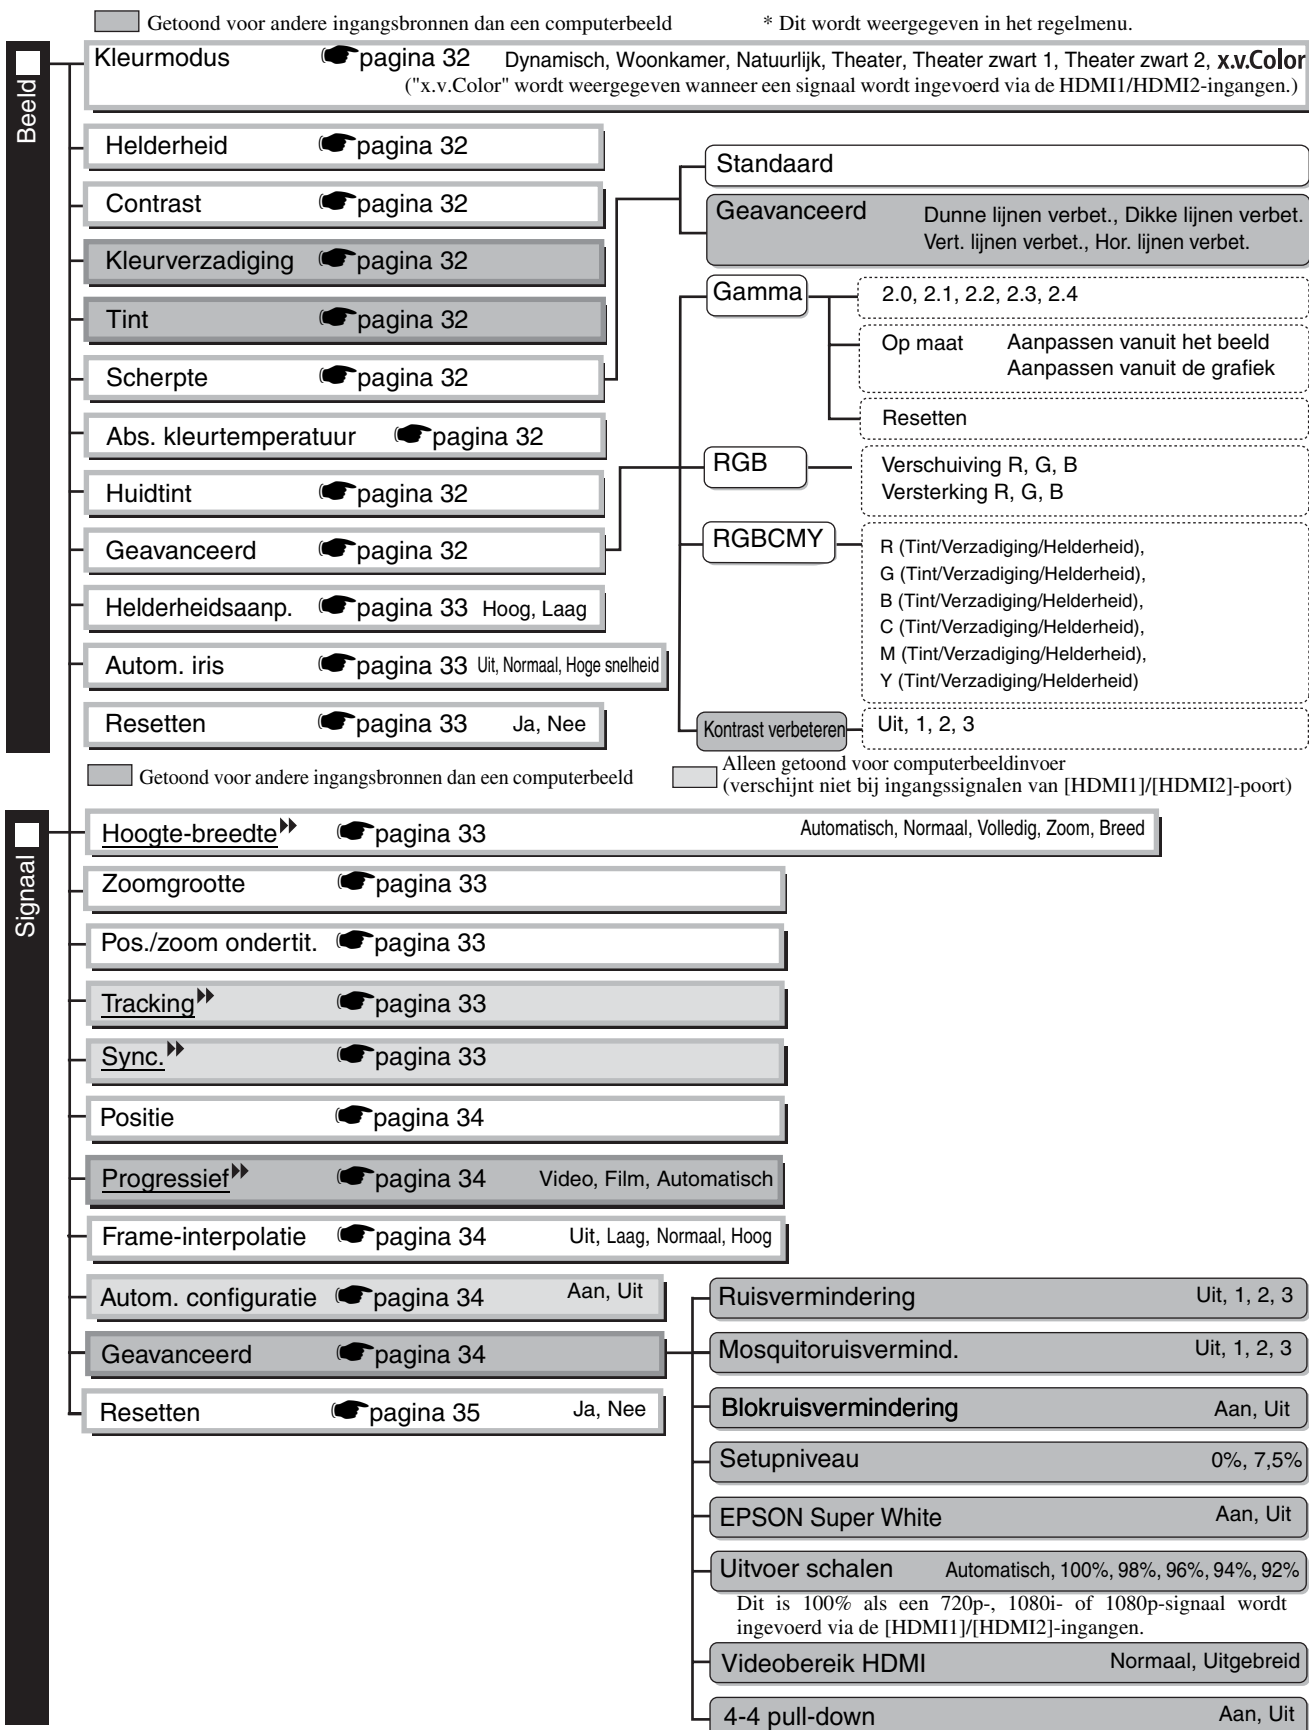 Getoond voor andere ingangsbronnen dan een computerbeeld
* Dit wordt weergegeven in het regelmenu.
Beeld
Kleurmodus pagina 32 Dynamisch, Woonkamer, Natuurlijk, Theater, Theater zwart 1, Theater zwart 2, x.v.Color
("x.v.Color" wordt weergegeven wanneer een signaal wordt ingevoerd via de HDMI1/HDMI2-ingangen.)
Helderheid pagina 32
Contrast pagina 32
Kleurverzadiging pagina 32
Tint pagina 32
Scherpte pagina 32
Standaard
Geavanceerd Dunne lijnen verbet., Dikke lijnen verbet.
Vert. lijnen verbet., Hor. lijnen verbet.
Abs. kleurtemperatuur pagina 32
Huidtint pagina 32
Geavanceerd pagina 32
Gamma
2.0, 2.1, 2.2, 2.3, 2.4
Op maat Aanpassen vanuit het beeld
Aanpassen vanuit de grafiek
Resetten
RGB
Verschuiving R, G, B
Versterking R, G, B
RGBCMY
R (Tint/Verzadiging/Helderheid),
G (Tint/Verzadiging/Helderheid),
B (Tint/Verzadiging/Helderheid),
C (Tint/Verzadiging/Helderheid),
M (Tint/Verzadiging/Helderheid),
Y (Tint/Verzadiging/Helderheid)
Kontrast verbeteren Uit, 1, 2, 3
Helderheidsaanp. pagina 33 Hoog, Laag
Autom. iris pagina 33 Uit, Normaal, Hoge snelheid
Resetten pagina 33 Ja, Nee
Getoond voor andere ingangsbronnen dan een computerbeeld
Alleen getoond voor computerbeeldinvoer
(verschijnt niet bij ingangssignalen van [HDMI1]/[HDMI2]-poort)
Signaal
Hoogte-breedte pagina 33 Automatisch, Normaal, Volledig, Zoom, Breed
Zoomgrootte pagina 33
Pos./zoom ondertit. pagina 33
Tracking pagina 33
Sync. pagina 33
Positie pagina 34
Progressief pagina 34 Video, Film, Automatisch
Frame-interpolatie pagina 34 Uit, Laag, Normaal, Hoog
Autom. configuratie pagina 34 Aan, Uit
Geavanceerd pagina 34
Resetten pagina 35 Ja, Nee
Ruisvermindering Uit, 1, 2, 3
Mosquitoruisvermind. Uit, 1, 2, 3
Blokruisvermindering Aan, Uit
Setupniveau 0%, 7,5%
EPSON Super White Aan, Uit
Uitvoer schalen Automatisch, 100%, 98%, 96%, 94%, 92%
Dit is 100% als een 720p-, 1080i- of 1080p-signaal wordt
ingevoerd via de [HDMI1]/[HDMI2]-ingangen.
Videobereik HDMI Normaal, Uitgebreid
4-4 pull-down Aan, Uit